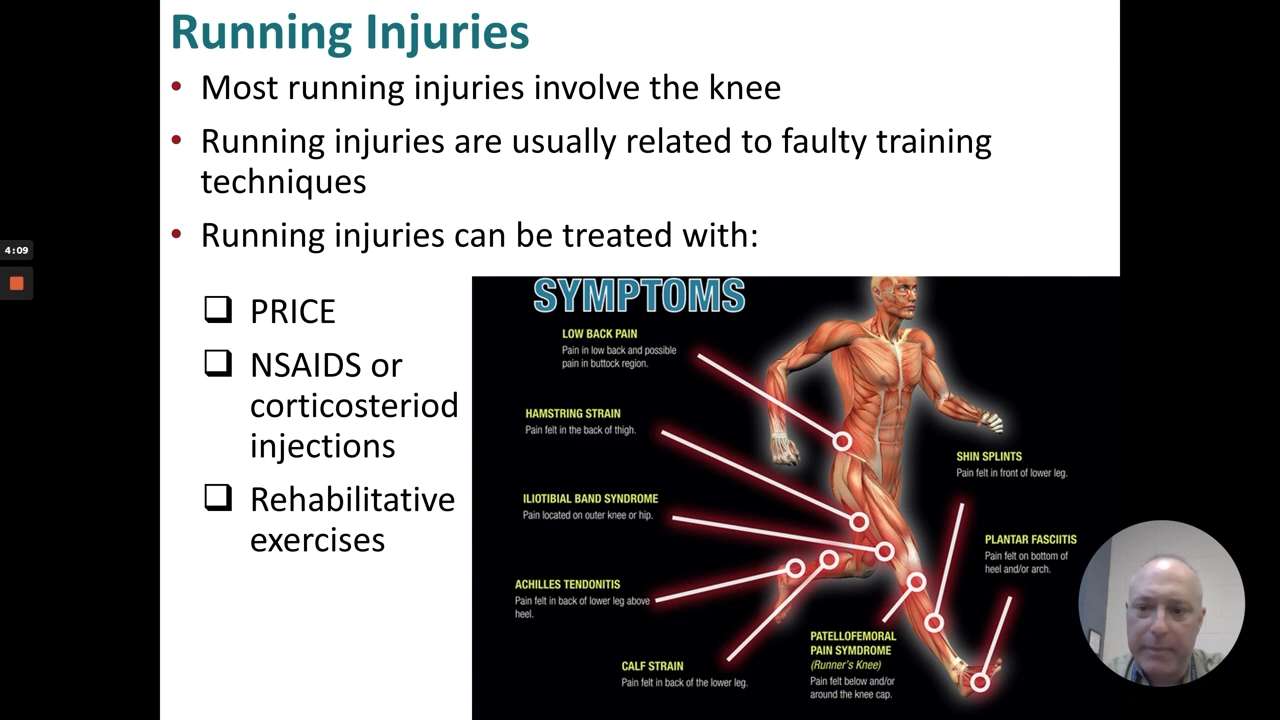 Running Injuries
• Most running injuries involve the knee
• Running injuries are usually related to faulty training
techniques
• Running injuries can be treated with:
4:09
❑ PRICE
❑ NSAIDS or
corticosteriod
injections
❑ Rehabilitative
exercises
SYMPTOMS
LOW BACK PAIN
Pain in low back and possible
pain in buttock region.
HAMSTRING STRAIN
Pain felt in the back of thigh.
ILIOTIBIAL BAND SYNDROME
Pain located on outer knee or hip.
ACHILLES TENDONITIS
Pain felt in back of lower leg above
heel.
CALF STRAIN
Pain felt in back of the lower leg.
PATELLOFEMORAL
PAIN SYMDROME
(Runner's Knee)
Pain felt below and/or
around the knee cap.
SHIN SPLINTS
Pain felt in front of lower leg.
PLANTAR FASCIITIS
Pain felt on bottom of
heel and/or arch.